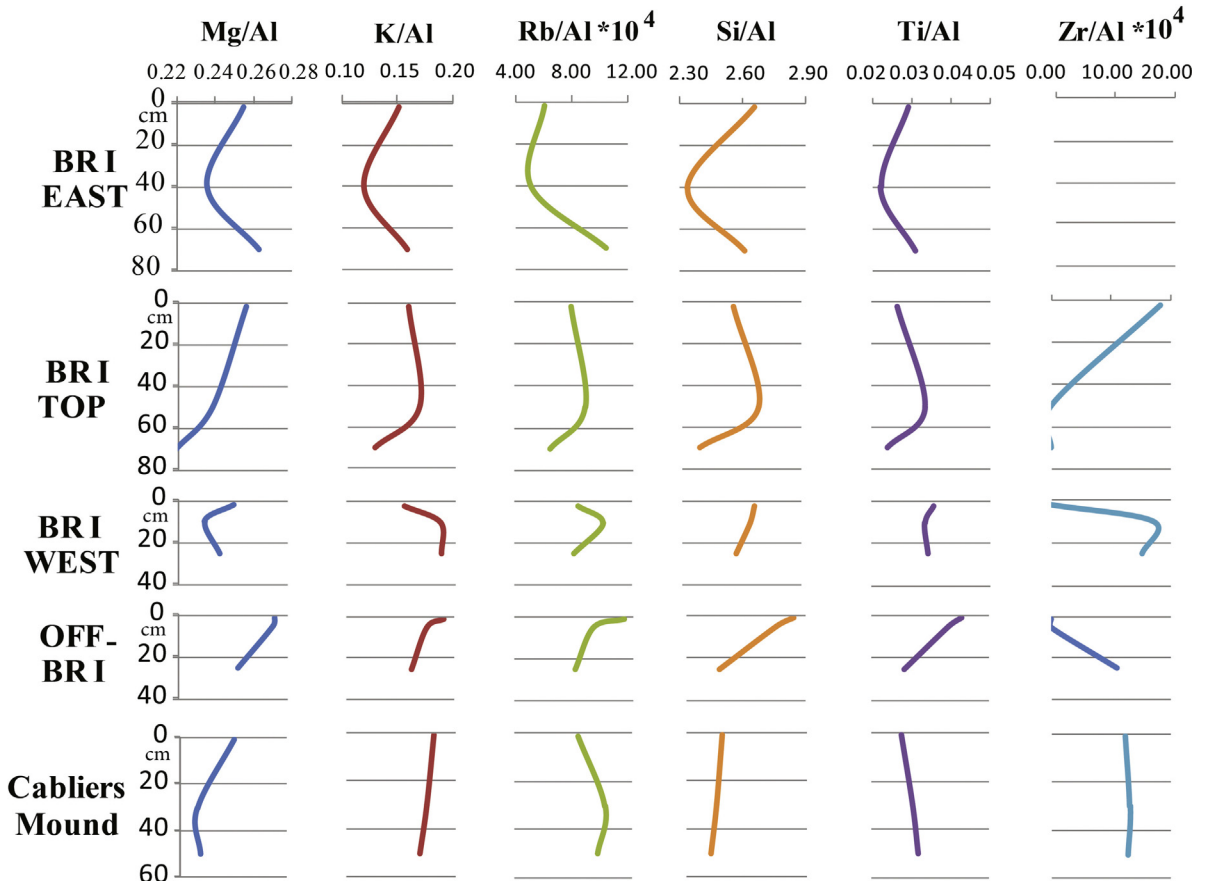 Mg/Al K/Al Rb/Al *10⁴ Si/Al Ti/Al Zr/Al *10⁴
0.22 0.24 0.26 0.28 0.10 0.15 0.20 4.00 8.00 12.00 2.30 2.60 2.90 0.02 0.03 0.04 0.05 0.00 10.00 20.00
BRI
EAST
0
cm
20
40
60
80
BRI
TOP
0
cm
20
40
60
80
BRI
WEST
0
cm
20
40
OFF-
BRI
0
cm
20
40
Cabliers
Mound
0
cm
20
40
60